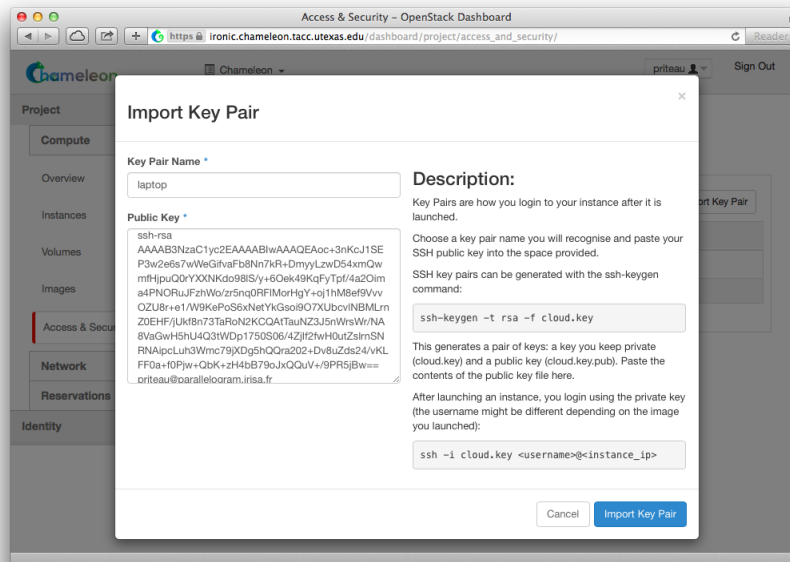 Access & Security – OpenStack Dashboard
https ironic.chameleon.tacc.utexas.edu/dashboard/project/access_and_security/
Reader
Chameleon
Chameleon
priteau
Sign Out
Project
Compute
Overview
Instances
Volumes
Images
Access & Secur
Network
Reservations
Identity
ort Key Pair
Import Key Pair
×
Key Pair Name *
laptop
Public Key *
ssh-rsa
AAAAB3NzaC1yc2EAAAABIwAAAQEAoc+3nKcJ1SE
P3w2e6s7wWeGifvaFb8Nn7kR+DmyyLzwD54xmQw
mfHjpuQ0rYXXNKdo98lS/y+6Oek49KqFyTpf/4a2Oim
a4PNORuJFzhWo/zr5nq0RFIMorHgY+oj1hM8ef9Vvv
OZU8r+e1/W9KePoS6xNetYkGsoi9O7XUbcvINBMLrn
Z0EHF/jUkf8n73TaRoN2KCQAtTauNZ3J5nWrsWr/NA
8VaGwH5hU4Q3tWDp1750S06/4Zjlf2fwH0utZslrnSN
RNAipcLuh3Wmc79jXDg5hQQra202+Dv8uZds24/vKL
FF0a+f0Pjw+QbK+zH4bB79oJxQQuV+/9PR5jBw==
priteau@parallelogram.irisa.fr
Description:
Key Pairs are how you login to your instance after it is
launched.
Choose a key pair name you will recognise and paste your
SSH public key into the space provided.
SSH key pairs can be generated with the ssh-keygen
command:
ssh-keygen -t rsa -f cloud.key
This generates a pair of keys: a key you keep private
(cloud.key) and a public key (cloud.key.pub). Paste the
contents of the public key file here.
After launching an instance, you login using the private key
(the username might be different depending on the image
you launched):
ssh -i cloud.key <username>@<instance_ip>
Cancel
Import Key Pair